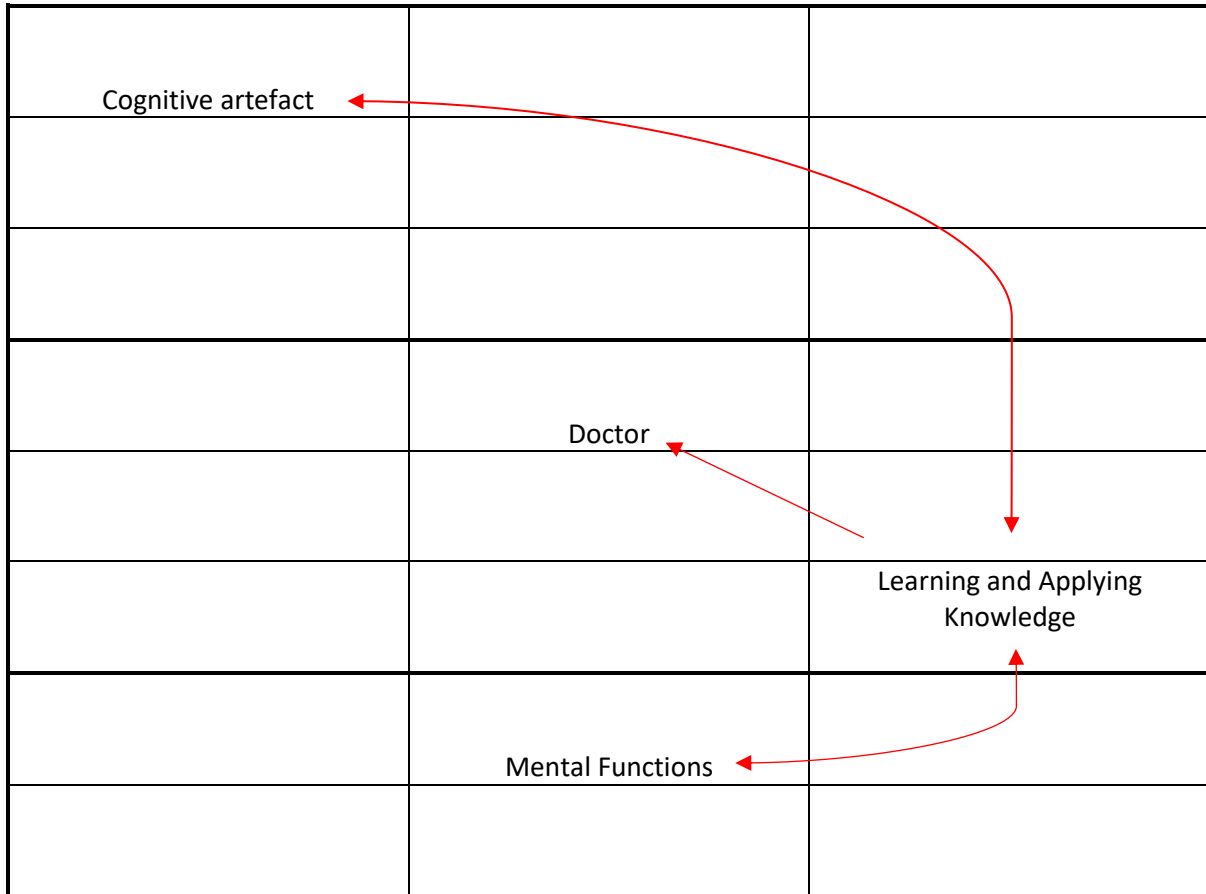 Cognitive artefact
Doctor
Learning and Applying
Knowledge
Mental Functions